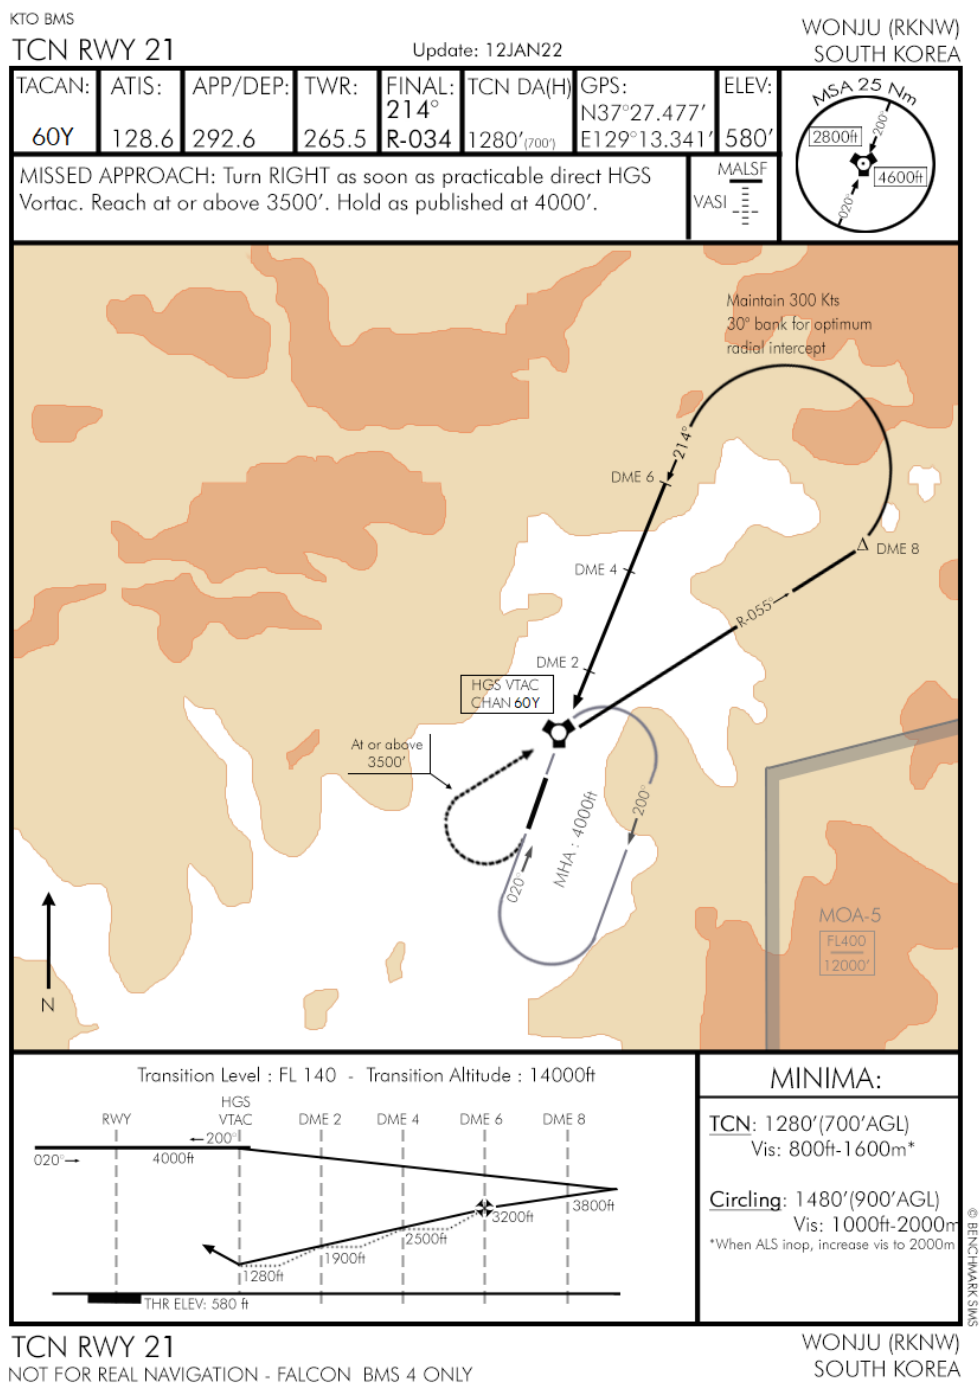 KTO BMS
TCN RWY 21
Update: 12JAN22
WONJU (RKNW)
SOUTH KOREA
TACAN:
60Y
ATIS:
128.6
APP/DEP:
292.6
TWR:
265.5
FINAL:
214°
R-034
TCN DA(H)
1280'(700')
GPS:
N37°27.477'
E129°13.341'
ELEV:
580'
MSA 25 Nm
200°
2800ft
4600ft
020°
MISSED APPROACH: Turn RIGHT as soon as practicable direct HGS
Vortac. Reach at or above 3500'. Hold as published at 4000'.
MALSF
VASI
Maintain 300 Kts
30° bank for optimum
radial intercept
214°
DME 6
DME 8
DME 4
R-055°
DME 2
HGS VTAC
CHAN 60Y
At or above
3500'
200°
MHA : 4000ft
020°
MOA-5
FL400
12000'
N
Transition Level : FL 140 - Transition Altitude : 14000ft
HGS
RWY
VTAC
DME 2
DME 4
DME 6
DME 8
200°
020°
4000ft
3800ft
3200ft
2500ft
1900ft
1280ft
THR ELEV: 580 ft
MINIMA:
TCN: 1280'(700'AGL)
Vis: 800ft-1600m*
Circling: 1480'(900'AGL)
Vis: 1000ft-2000m
*When ALS inop, increase vis to 2000m
© BENCHMARK SIMS
TCN RWY 21
NOT FOR REAL NAVIGATION - FALCON BMS 4 ONLY
WONJU (RKNW)
SOUTH KOREA